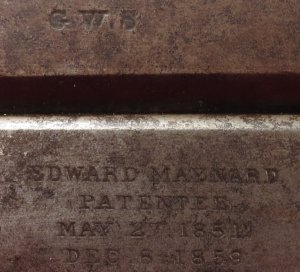 G.W.S
EDWARD MAYNARD
PATENTEE
MAY 27 1851
DEC 6 1859